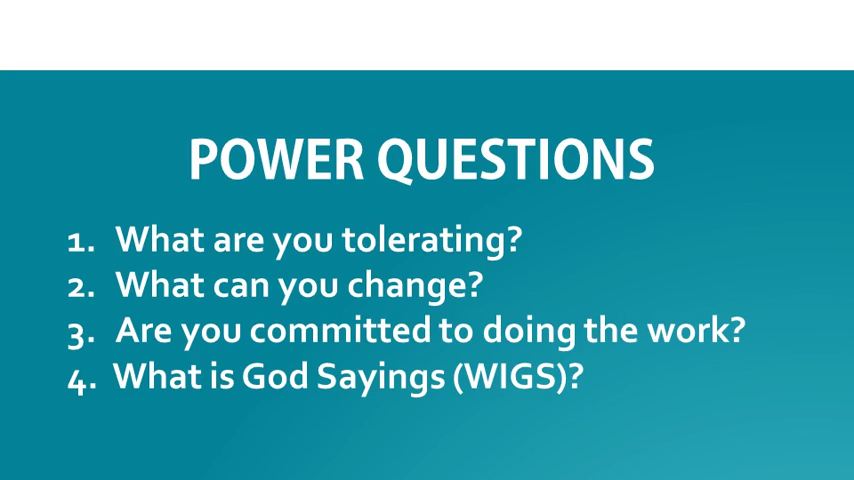 POWER QUESTIONS
1. What are you tolerating?
2. What can you change?
3. Are you committed to doing the work?
4. What is God Sayings (WIGS)?